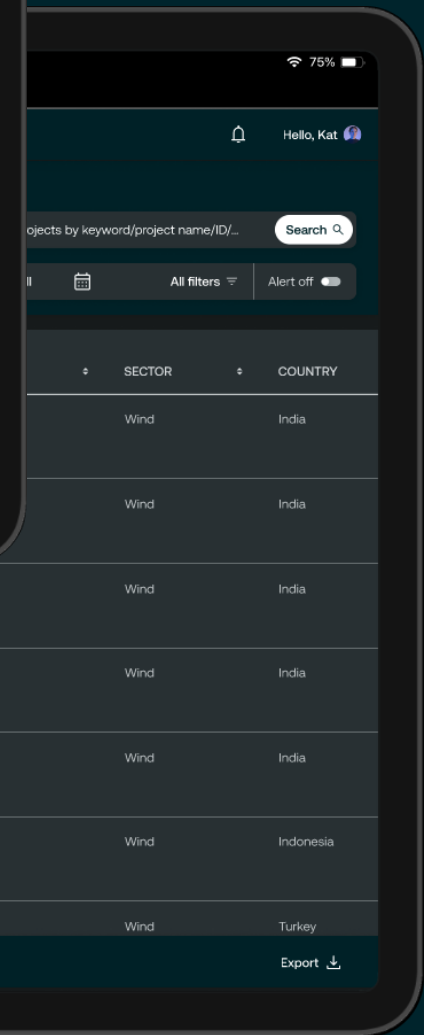 75%
Hello, Kat
ojects by keyword/project name/ID/...
Search
All filters
Alert off
SECTOR
COUNTRY
Wind
India
Wind
India
Wind
India
Wind
India
Wind
India
Wind
Indonesia
Wind
Turkey
Export